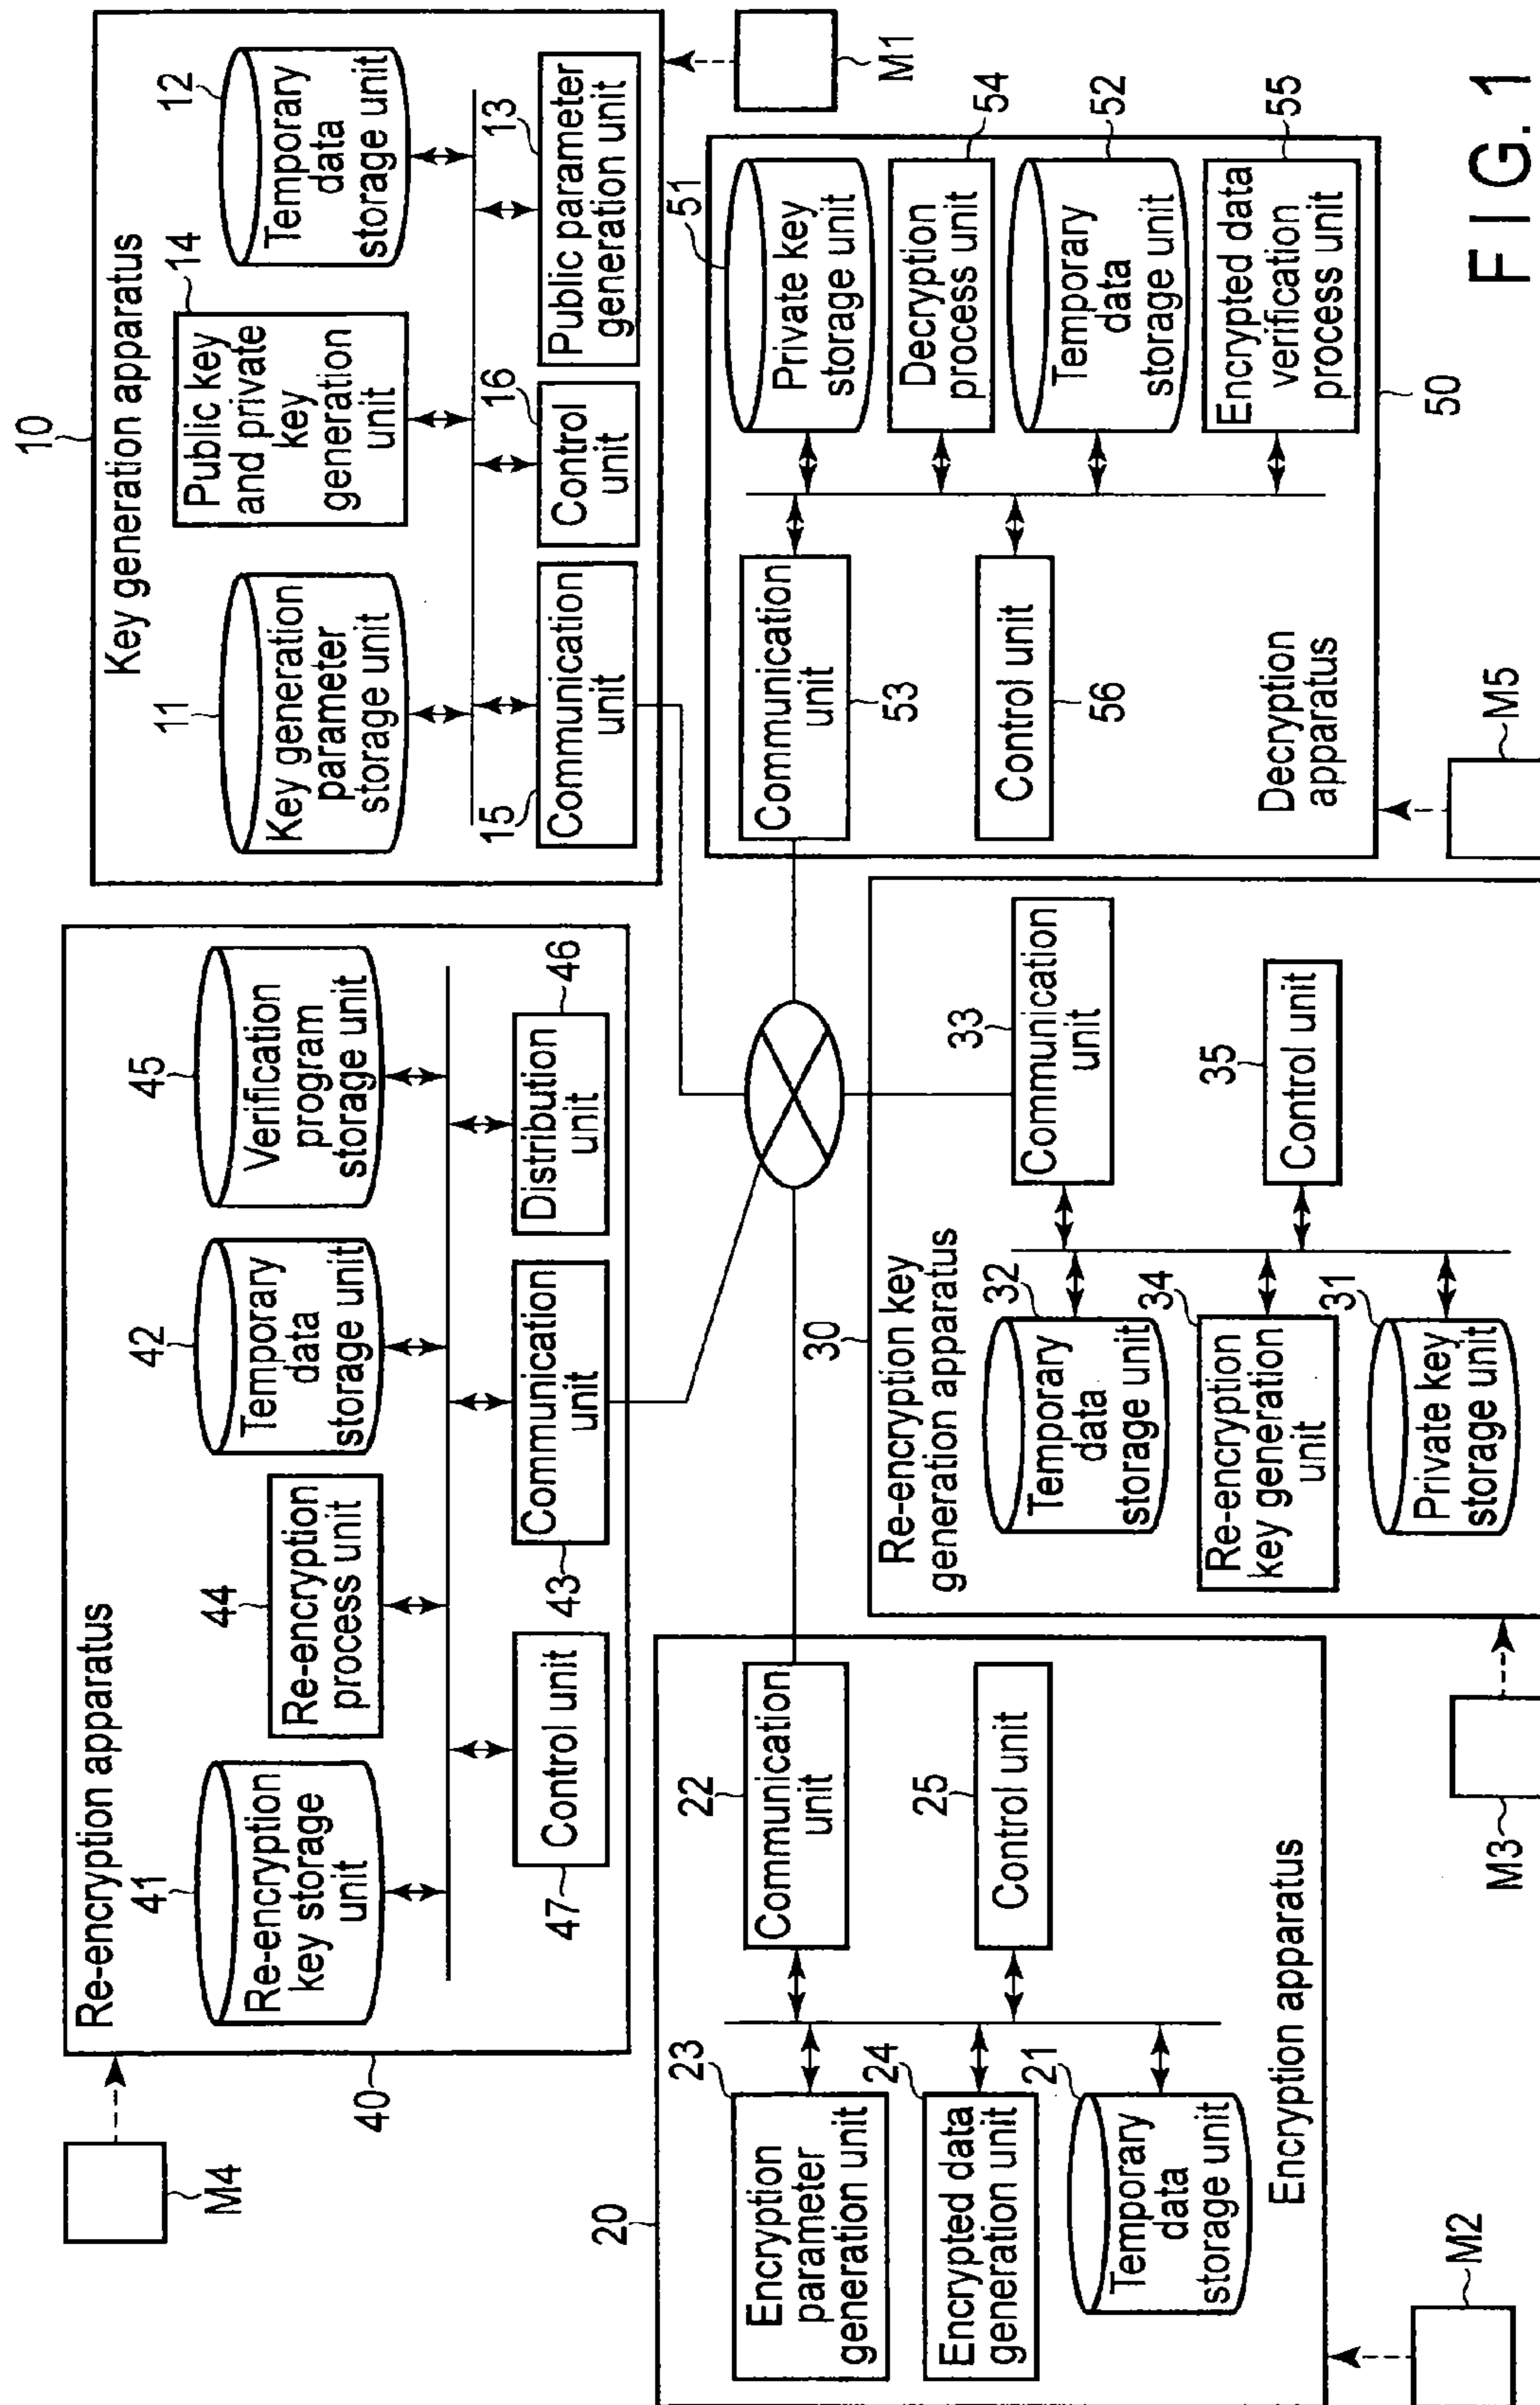 M4
40
Re-encryption apparatus
41
Re-encryption
key storage
unit
44
Re-encryption
process unit
42
Temporary
data
storage unit
45
Verification
program
storage unit
47
Control unit
43
Communication
unit
46
Distribution
unit
10
Key generation apparatus
11
Key generation
parameter
storage unit
14
Public key
and private
key
generation
unit
12
Temporary
data
storage unit
15
Communication
unit
16
Control
unit
13
Public parameter
generation unit
M1
20
23
Encryption
parameter
generation unit
24
Encrypted data
generation unit
21
Temporary
data
storage unit
22
Communication
unit
25
Control unit
Encryption apparatus
M2
30
Re-encryption key
generation apparatus
32
Temporary
data
storage unit
34
Re-encryption
key generation
unit
31
Private key
storage unit
33
Communication
unit
35
Control unit
M3
Communication
unit
53
Control unit
56
51
Private key
storage unit
Decryption
process unit
54
Temporary
data
storage unit
52
Encrypted data
verification
process unit
55
Decryption
apparatus
50
M5
FIG. 1